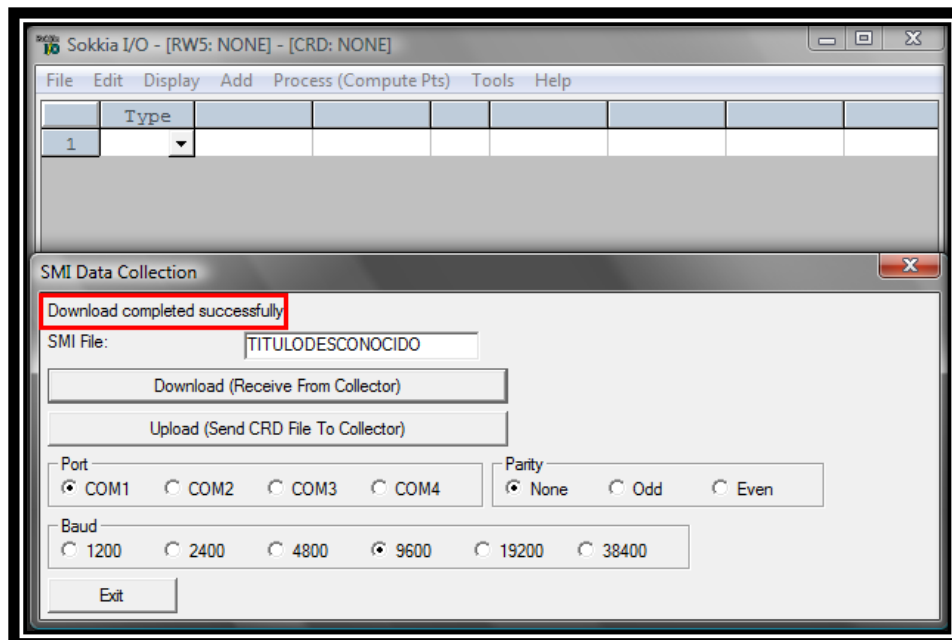 Sokkia I/O - [RW5: NONE] - [CRD: NONE]
File Edit Display Add Process (Compute Pts) Tools Help
Type
1
SMI Data Collection
Download completed successfully
SMI File: TITULODESCONOCIDO
Download (Receive From Collector)
Upload (Send CRD File To Collector)
Port Parity
COM1 COM2 COM3 COM4 None Odd Even
Baud
1200 2400 4800 9600 19200 38400
Exit